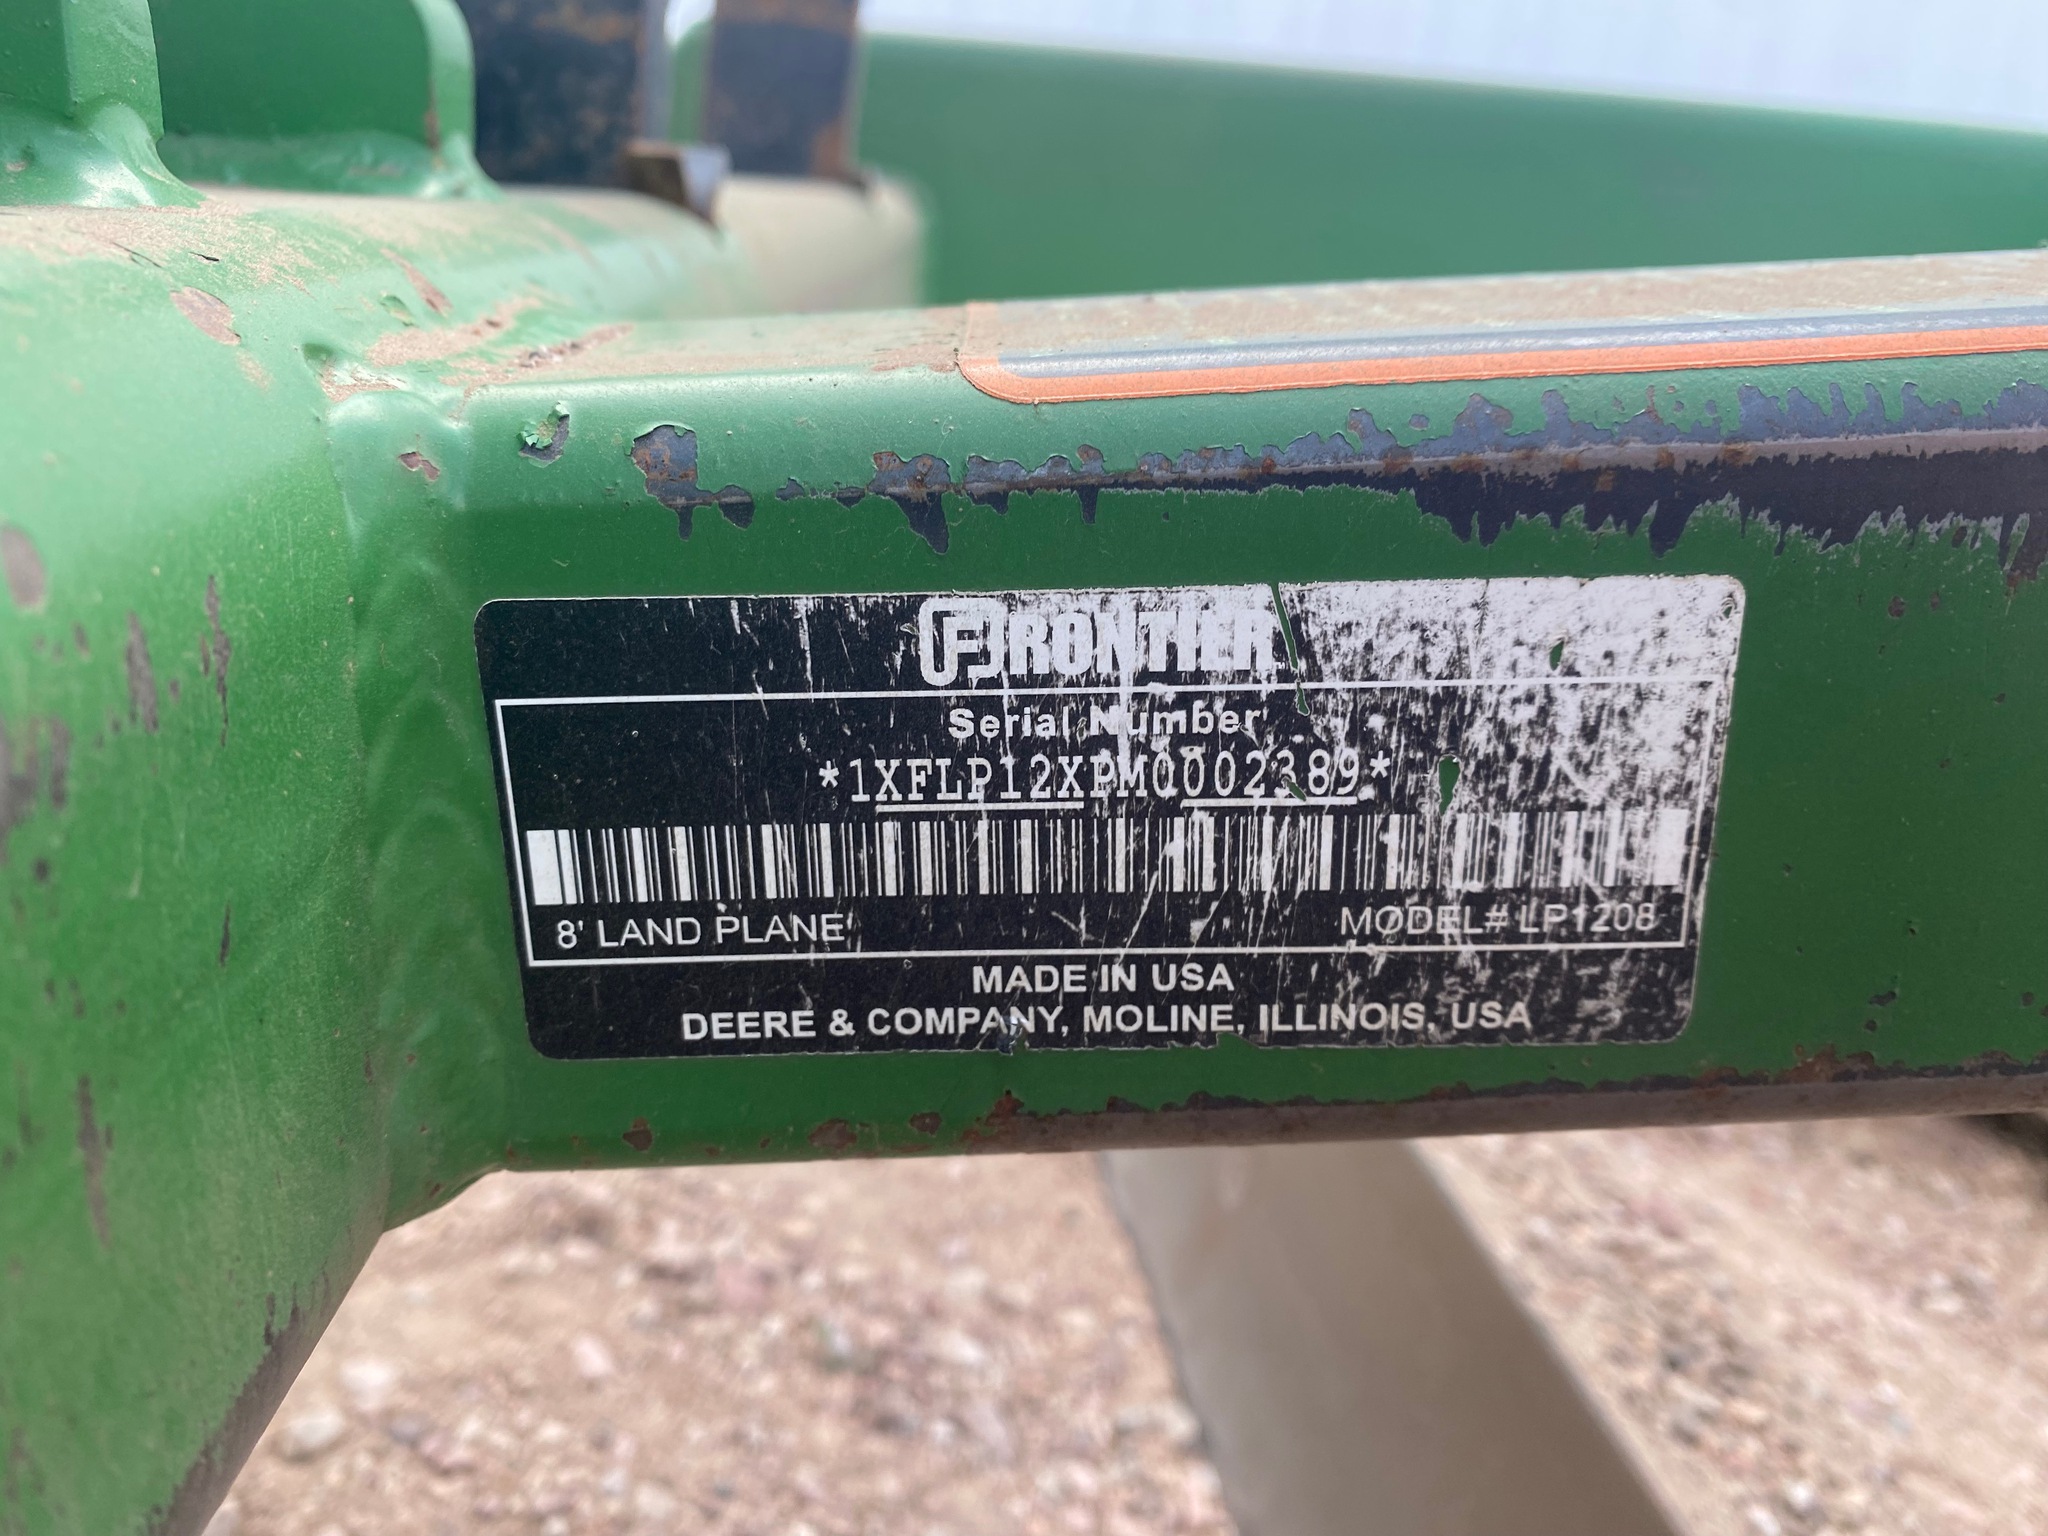 FRONTIER
Serial Number
*1XFLP12XPM0002389*
8' LAND PLANE
MODEL# LP1208
MADE IN USA
DEERE & COMPANY, MOLINE, ILLINOIS, USA